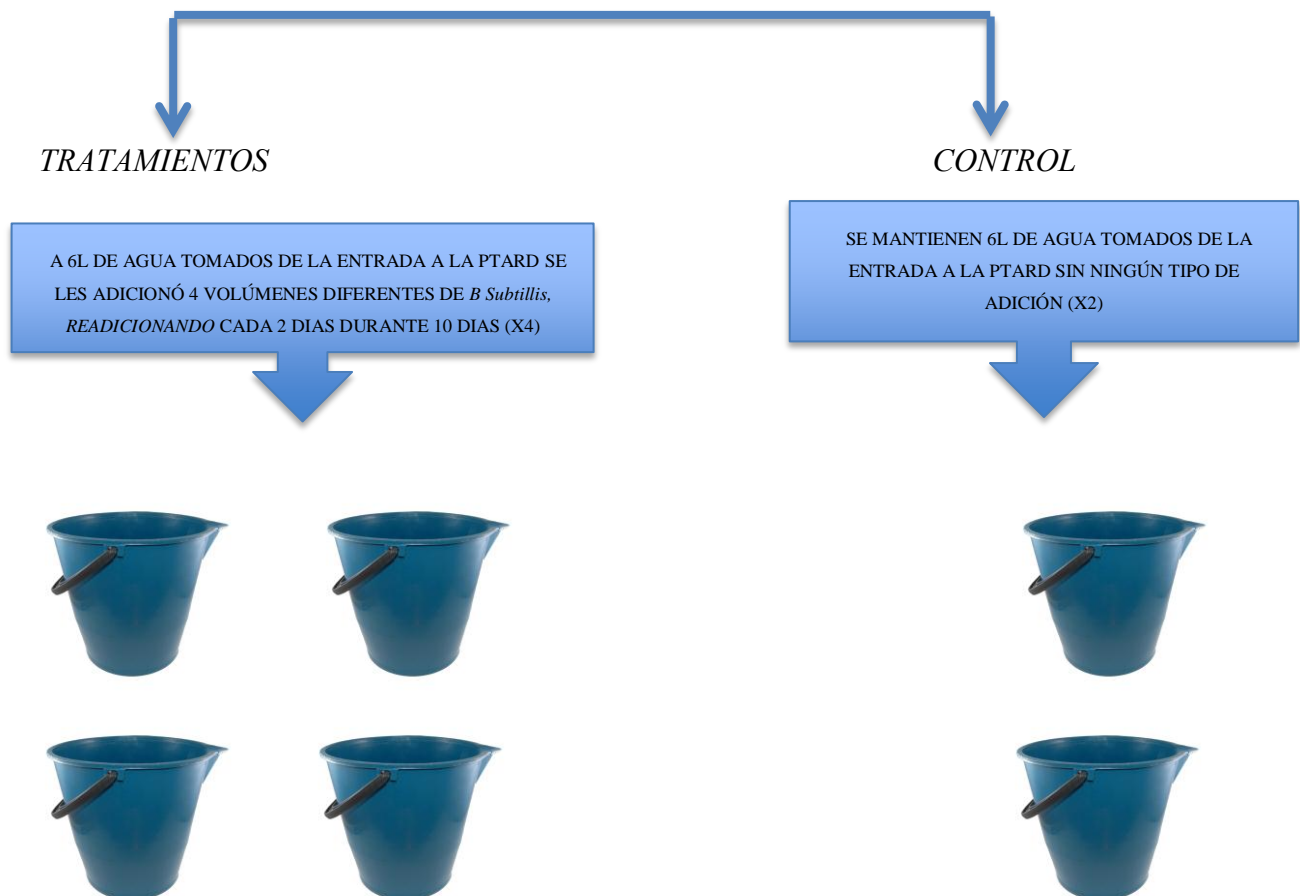 TRATAMIENTOS
CONTROL
A 6L DE AGUA TOMADOS DE LA ENTRADA A LA PTARD SE
LES ADICIONÓ 4 VOLÚMENES DIFERENTES DE B Subtillis,
READICIONANDO CADA 2 DIAS DURANTE 10 DIAS (X4)
SE MANTIENEN 6L DE AGUA TOMADOS DE LA
ENTRADA A LA PTARD SIN NINGÚN TIPO DE
ADICIÓN (X2)